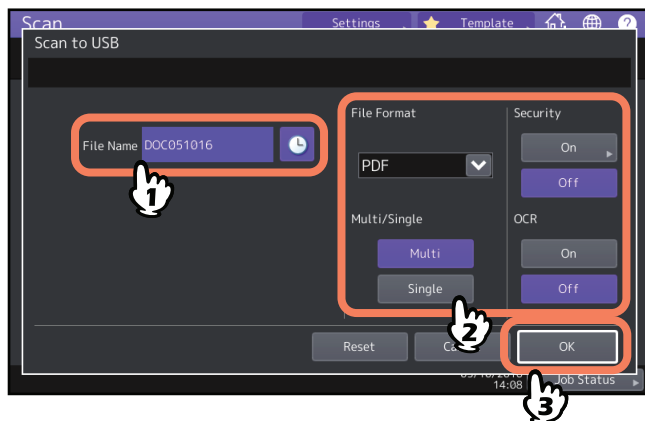 Scan
Settings
Template
?
Scan to USB
File Name
DOC051016
File Format
PDF
Security
On
Off
Multi/Single
Multi
Single
OCR
On
Off
Reset
OK
14:08
Job Status
1
2
3